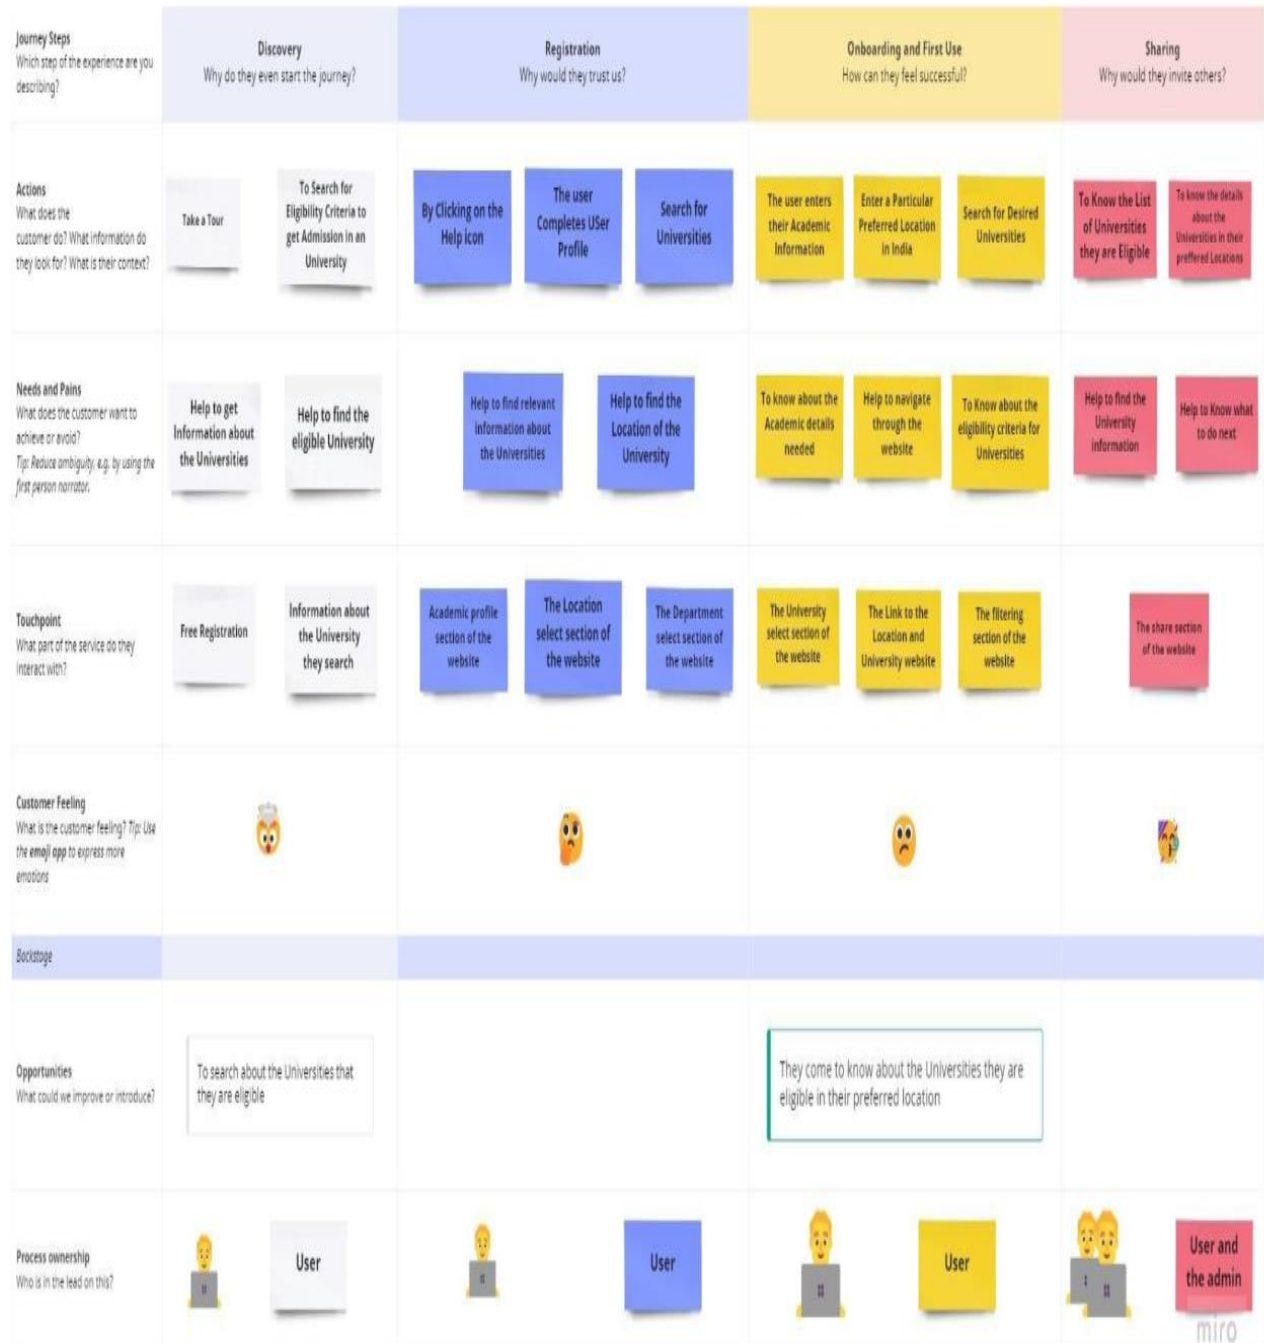 Journey Steps
Which step of the experience are you
describing?
Discovery
Why do they even start the journey?
Registration
Why would they trust us?
Onboarding and First Use
How can they feel successful?
Sharing
Why would they invite others?
Actions
What does the
customer do? What information do
they look for? What is their context?
Take a Tour
To Search for
Eligibility Criteria to
get Admission in an
University
By Clicking on the
Help icon
The user
Completes USer
Profile
Search for
Universities
The user enters
their Academic
Information
Enter a Particular
Preferred Location
in India
Search for Desired
Universities
To Know the List
of Universities
they are Eligible
To know the details
about the
Universities in their
preffered Locations
Needs and Pains
What does the customer want to
achieve or avoid?
Tip: Reduce ambiguity, e.g. by using the
first person narrator.
Help to get
Information about
the Universities
Help to find the
eligible University
Help to find relevant
information about
the Universities
Help to find the
Location of the
University
To know about the
Academic details
needed
Help to navigate
through the
website
To Know about the
eligibility criteria for
Universities
Help to find the
University
information
Help to Know what
to do next
Touchpoint
What part of the service do they
interact with?
Free Registration
Information about
the University
they search
Academic profile
section of the
website
The Location
select section of
the website
The Department
select section of
the website
The University
select section of
the website
The Link to the
Location and
University website
The filtering
section of the
website
The share section
of the website
Customer Feeling
What is the customer feeling? Tip: Use
the emoji app to express more
emotions
Backstage
Opportunities
What could we improve or introduce?
To search about the Universities that
they are eligible
They come to know about the Universities they are
eligible in their preferred location
Process ownership
Who is in the lead on this?
User
User
User
User and
the admin
miro